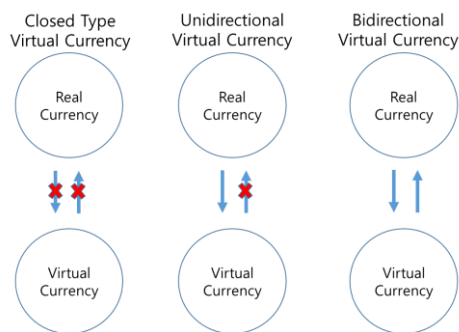 Closed Type
Virtual Currency
Unidirectional
Virtual Currency
Bidirectional
Virtual Currency
Real
Currency
Real
Currency
Real
Currency
Virtual
Currency
Virtual
Currency
Virtual
Currency